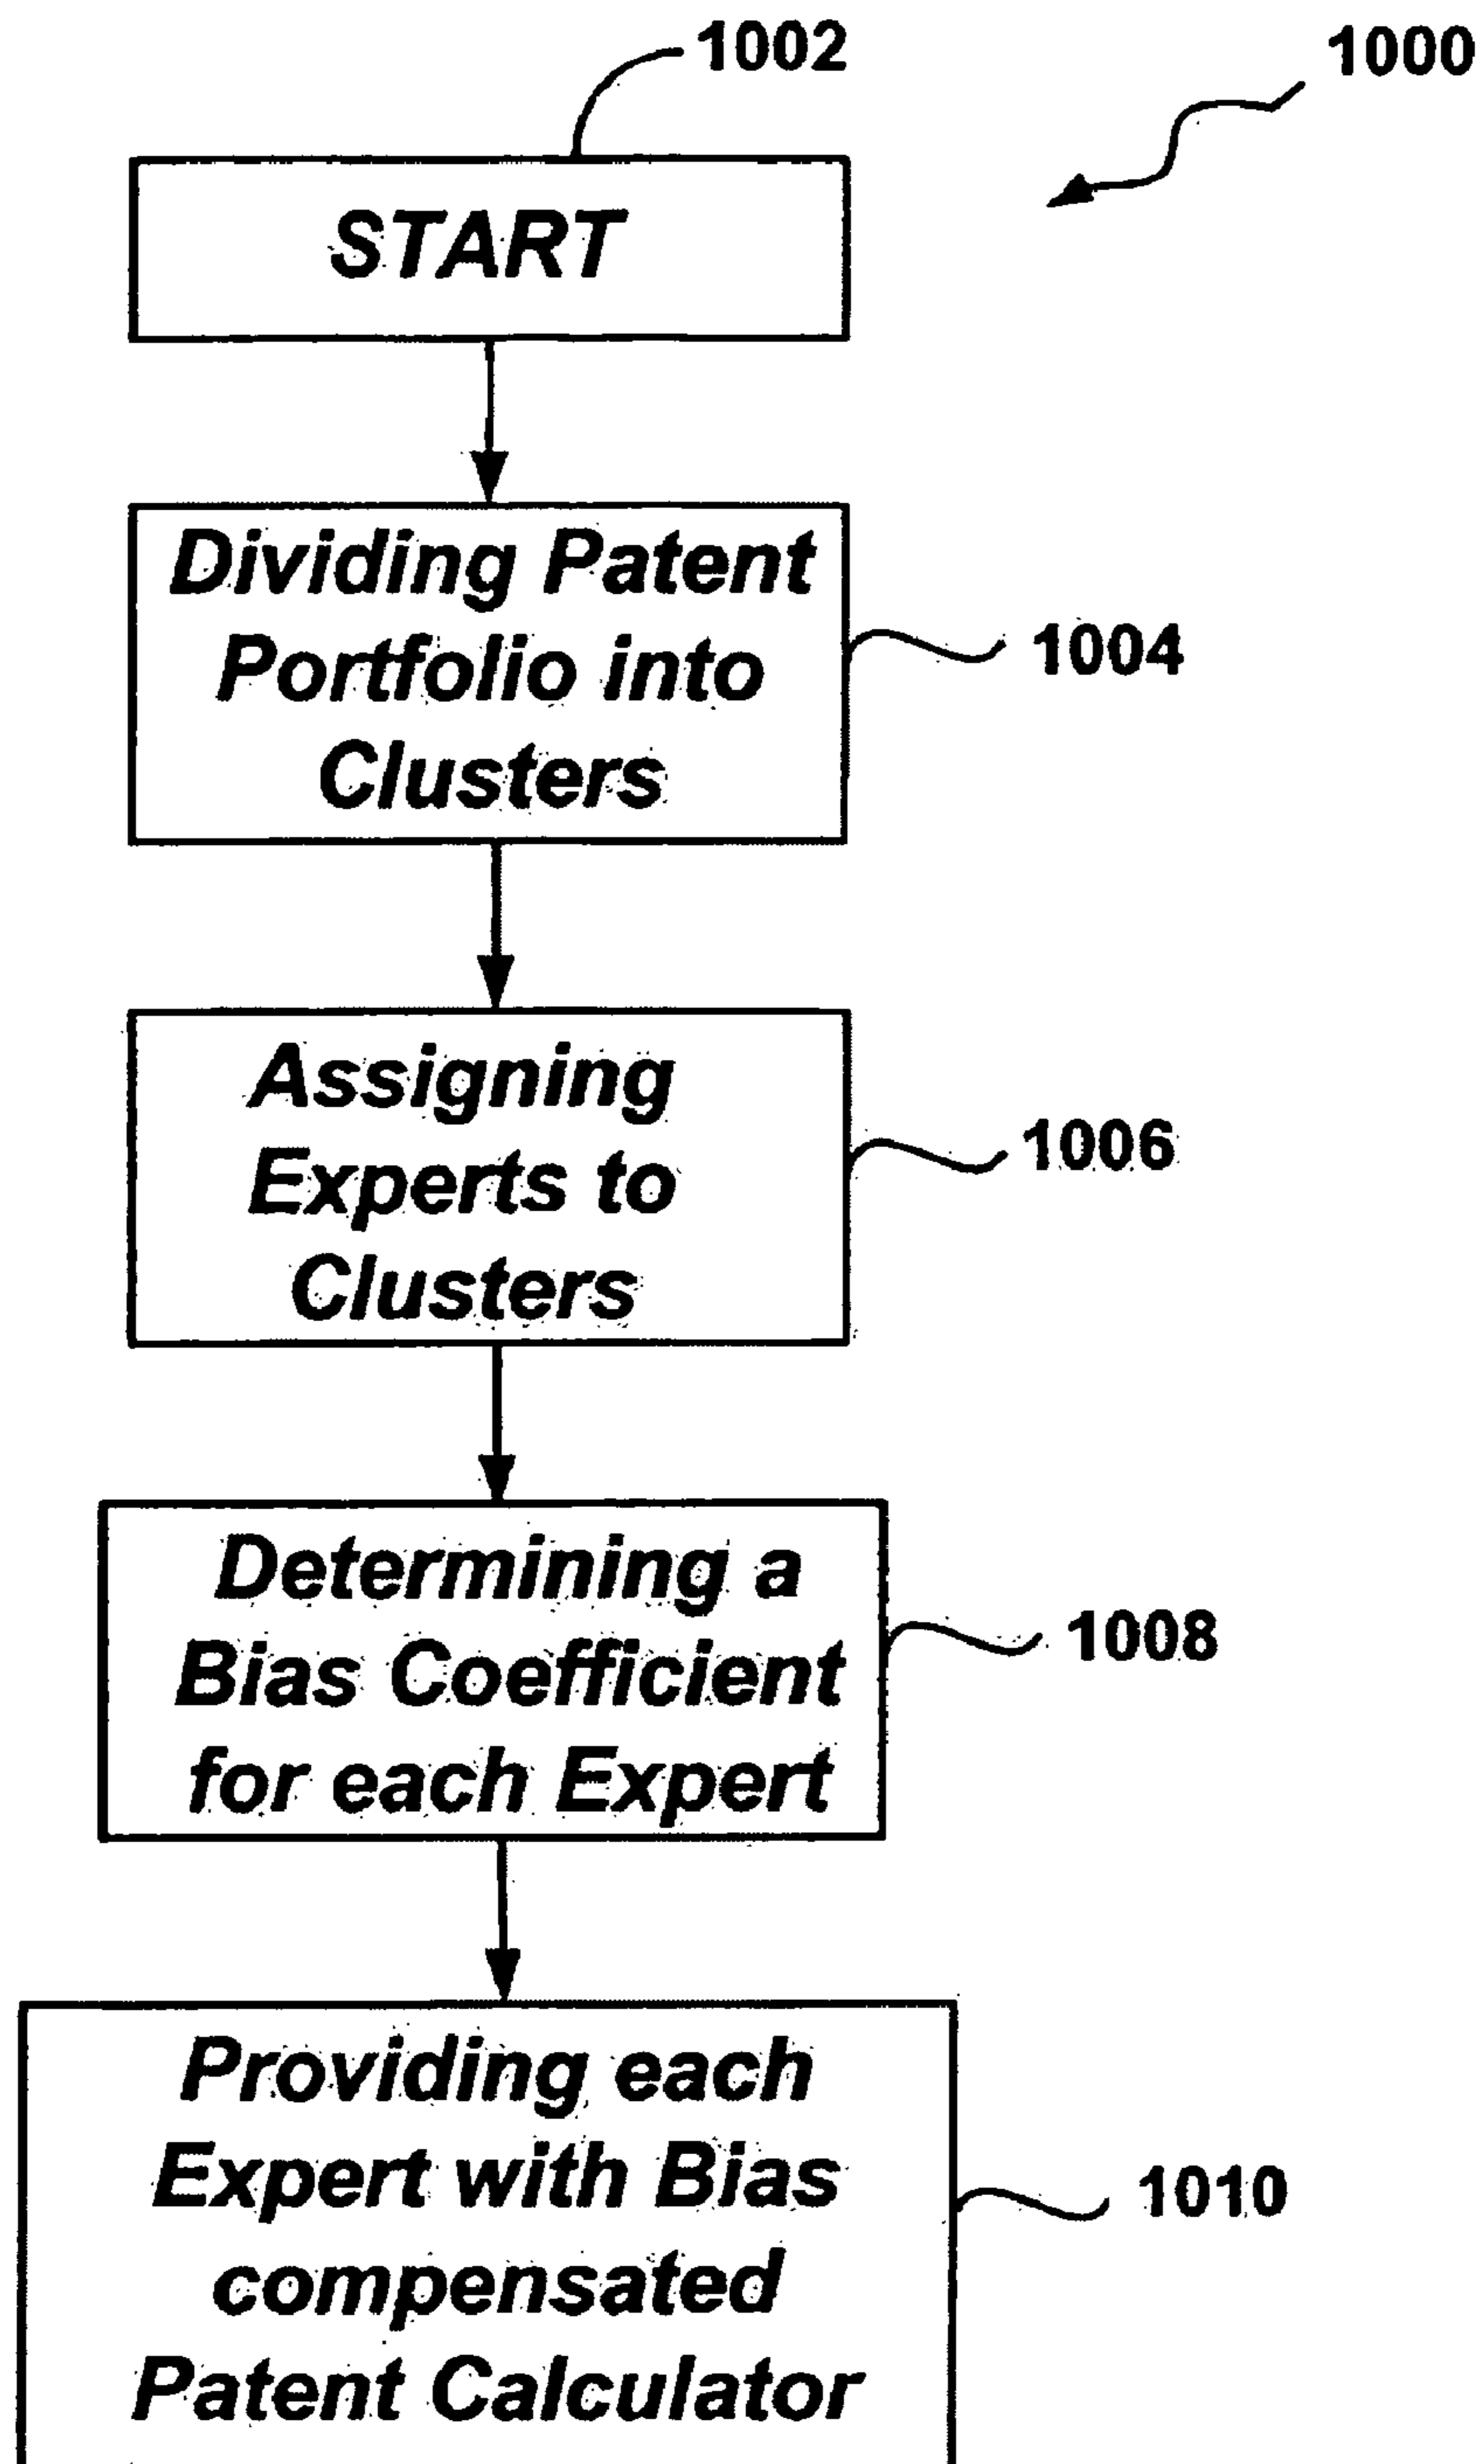 1002
1000
START
Dividing Patent
Portfolio into
Clusters
1004
Assigning
Experts to
Clusters
1006
Determining a
Bias Coefficient
for each Expert
1008
Providing each
Expert with Bias
compensated
Patent Calculator
1010